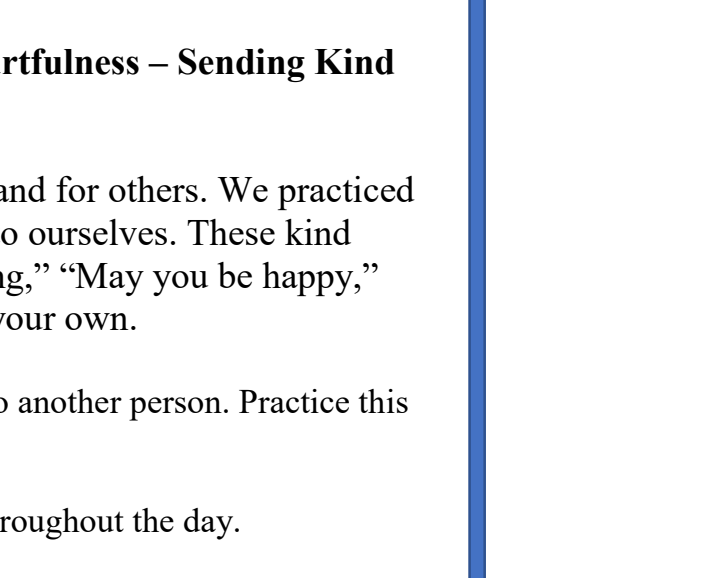 rtfulness – Sending Kind
and for others. We practiced
o ourselves. These kind
ng,” “May you be happy,”
your own.
o another person. Practice this
roughout the day.